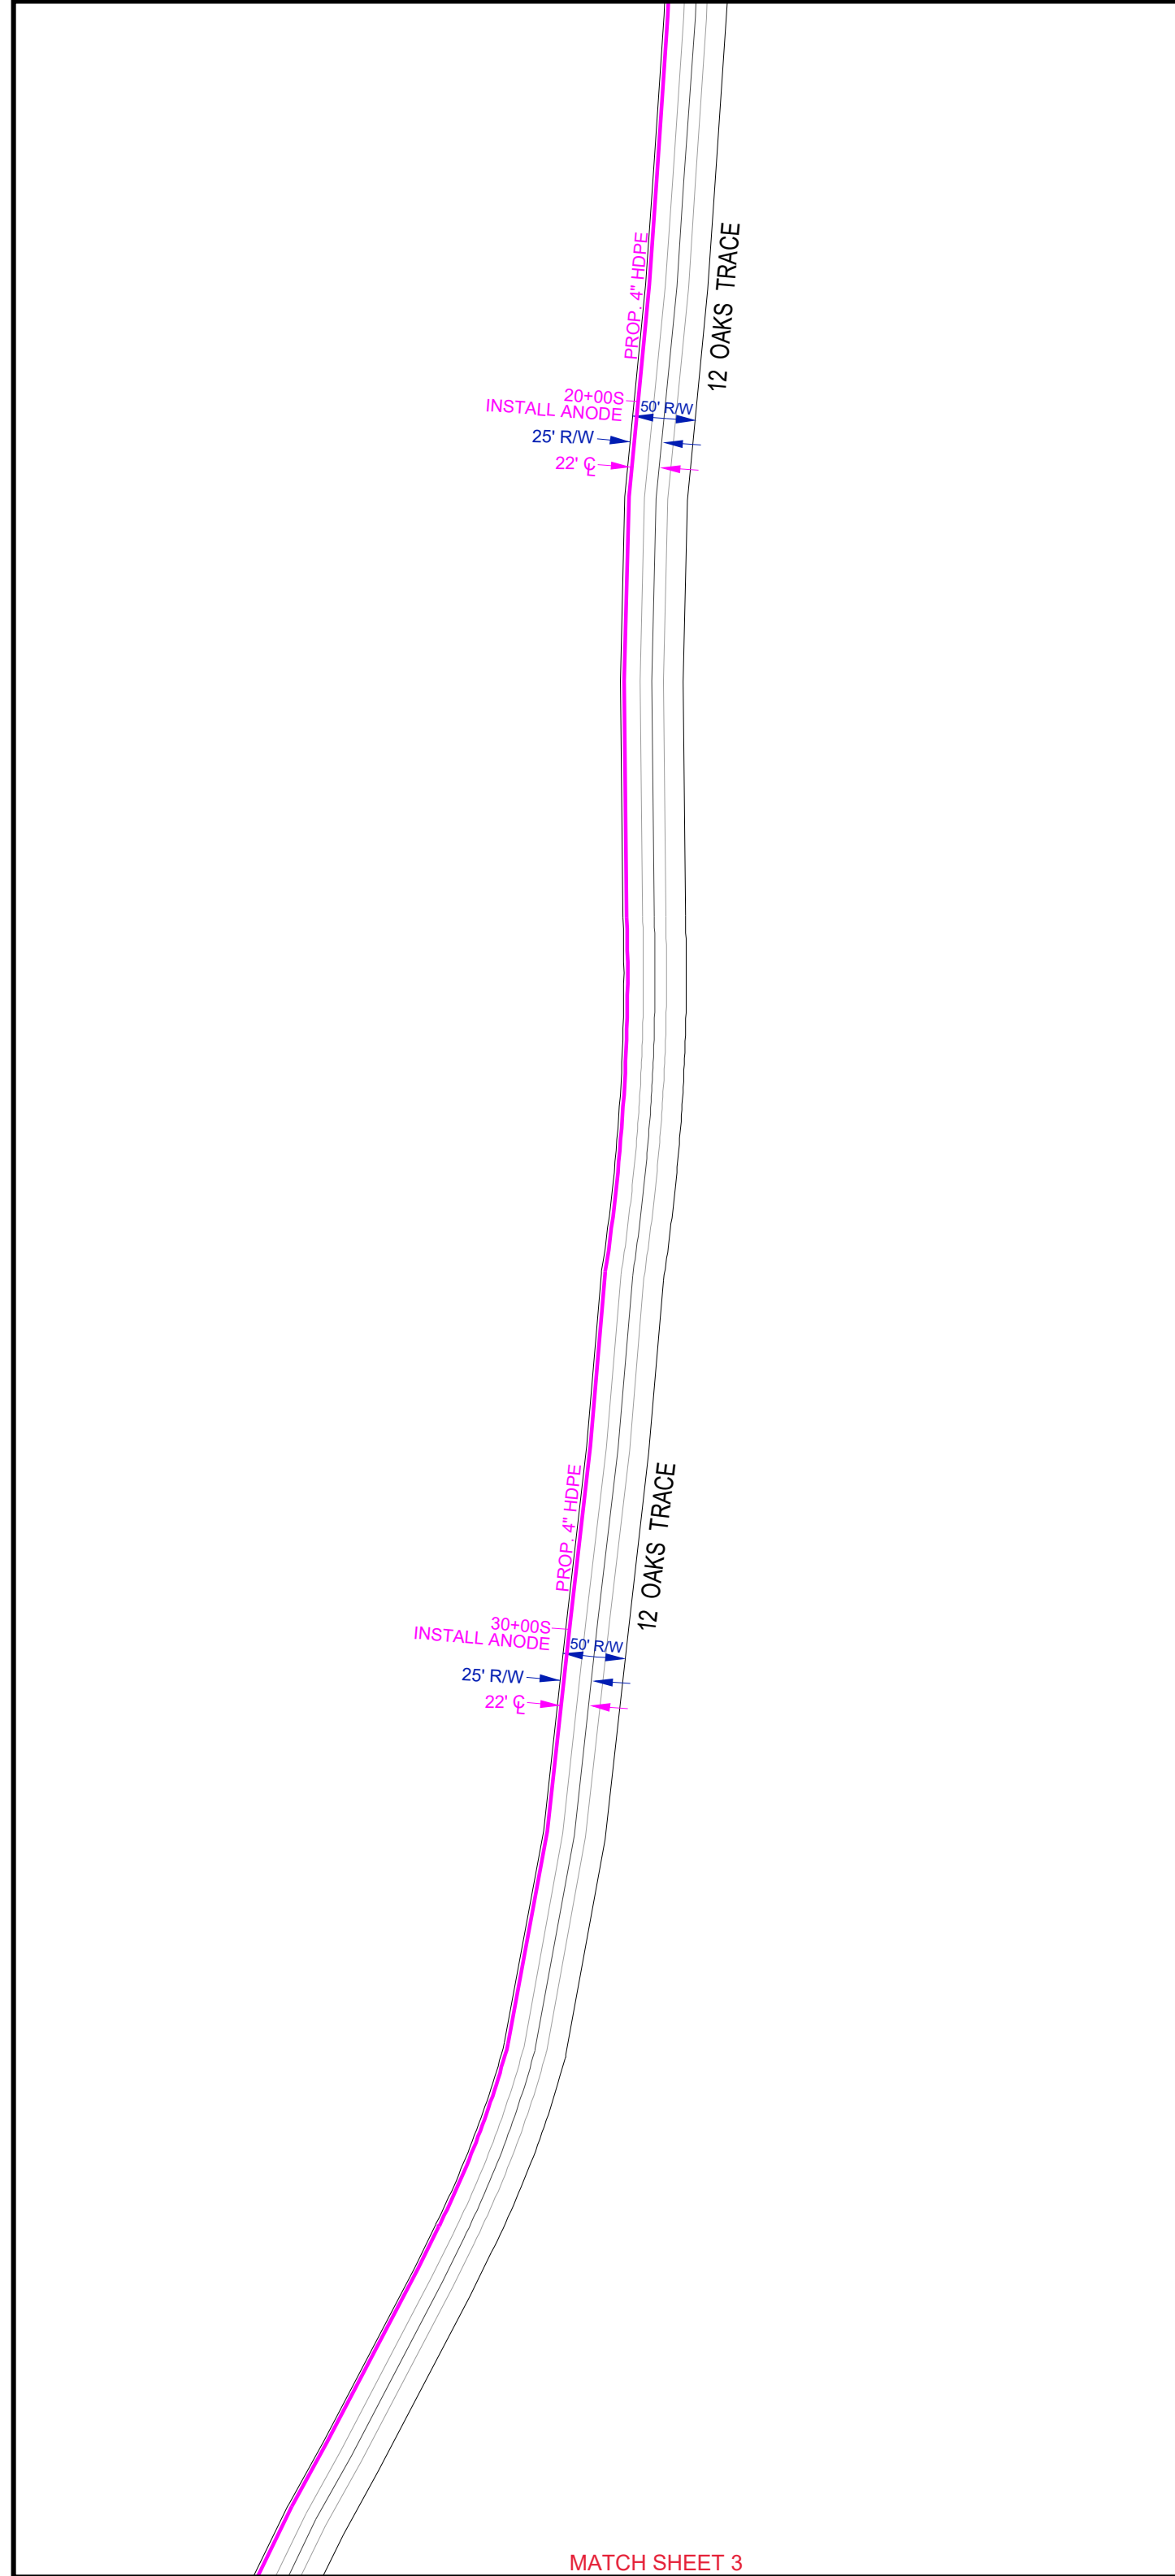 PROP. 4" HDPE
12 OAKS TRACE
20+00S
INSTALL ANODE
50' R/W
25' R/W
22' ℄
PROP. 4" HDPE
12 OAKS TRACE
30+00S
INSTALL ANODE
50' R/W
25' R/W
22' ℄
MATCH SHEET 3